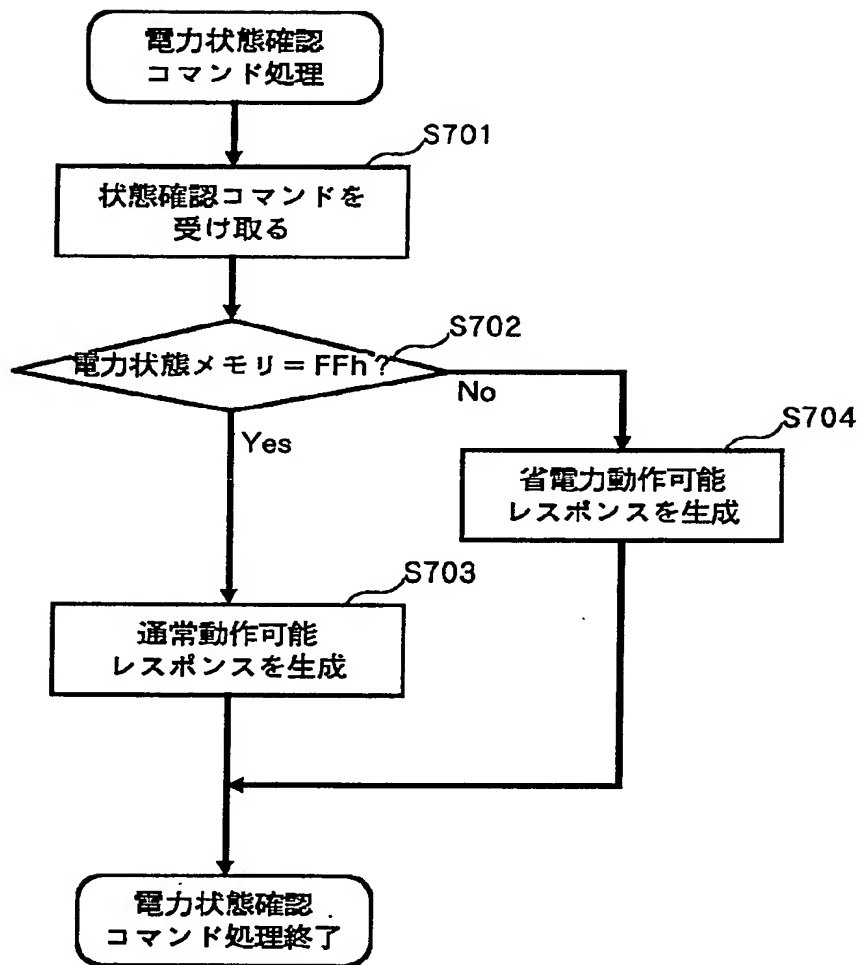 電力状態確認
コマンド処理
S701
状態確認コマンドを
受け取る
S702
電力状態メモリ＝FFh？
No
Yes
S704
省電力動作可能
レスポンスを生成
S703
通常動作可能
レスポンスを生成
電力状態確認
コマンド処理終了